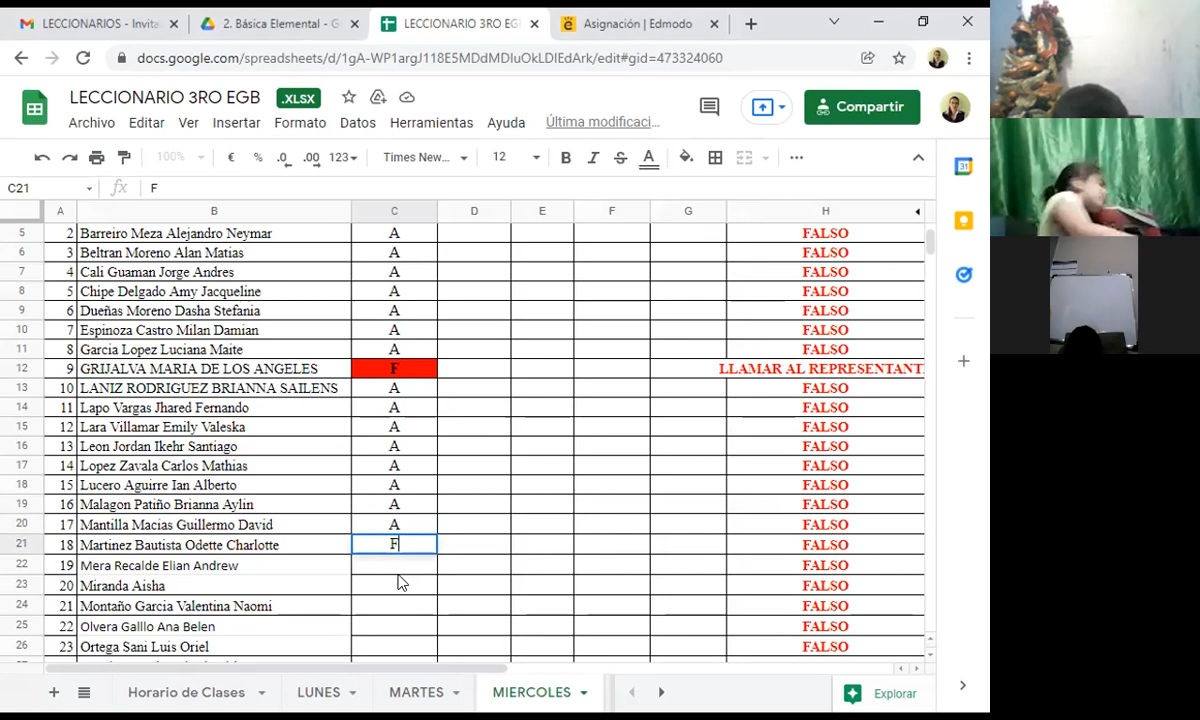 LECCIONARIOS - Invita
2. Básica Elemental - G
LECCIONARIO 3RO EGB
Asignación | Edmodo
docs.google.com/spreadsheets/d/1gA-WP1argJ118E5MDdMDIuOkLDIEdArk/edit#gid=473324060
LECCIONARIO 3RO EGB .XLSX
Archivo Editar Ver Insertar Formato Datos Herramientas Ayuda Última modificaci...
Compartir
100% € % .0 .00 123 Times New... 12 B I S A
C21 fx F
A B C D E F G H
5 2 Barreiro Meza Alejandro Neymar A FALSO
6 3 Beltran Moreno Alan Matias A FALSO
7 4 Cali Guaman Jorge Andres A FALSO
8 5 Chipe Delgado Amy Jacqueline A FALSO
9 6 Dueñas Moreno Dasha Stefania A FALSO
10 7 Espinoza Castro Milan Damian A FALSO
11 8 Garcia Lopez Luciana Maite A FALSO
12 9 GRIJALVA MARIA DE LOS ANGELES F LLAMAR AL REPRESENTANT
13 10 LANIZ RODRIGUEZ BRIANNA SAILENS A FALSO
14 11 Lapo Vargas Jhared Fernando A FALSO
15 12 Lara Villamar Emily Valeska A FALSO
16 13 Leon Jordan Ikehr Santiago A FALSO
17 14 Lopez Zavala Carlos Mathias A FALSO
18 15 Lucero Aguirre Ian Alberto A FALSO
19 16 Malagon Patiño Brianna Aylin A FALSO
20 17 Mantilla Macias Guillermo David A FALSO
21 18 Martinez Bautista Odette Charlotte F FALSO
22 19 Mera Recalde Elian Andrew FALSO
23 20 Miranda Aisha FALSO
24 21 Montaño Garcia Valentina Naomi FALSO
25 22 Olvera Galllo Ana Belen FALSO
26 23 Ortega Sani Luis Oriel FALSO
Horario de Clases LUNES MARTES MIERCOLES Explorar